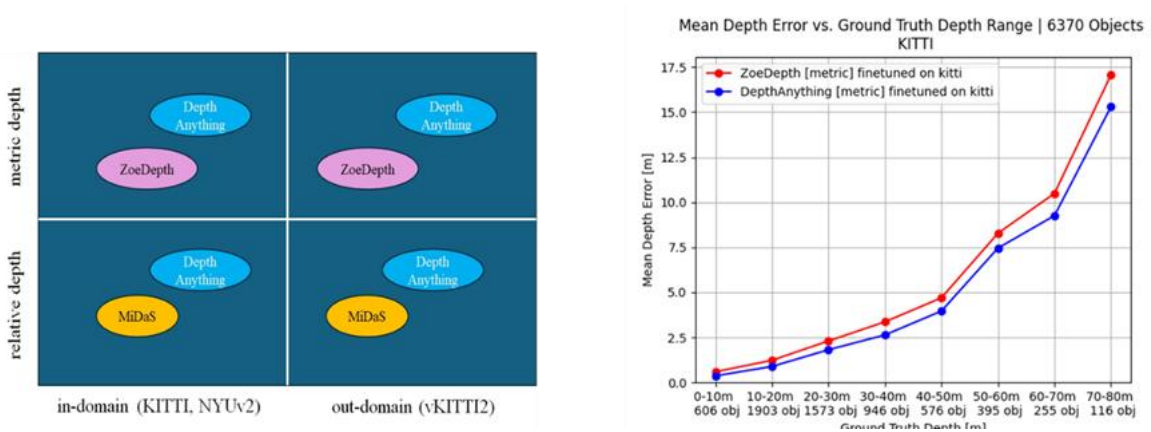 metric depth
relative depth
Depth
Anything
ZoeDepth
Depth
Anything
ZoeDepth
Depth
Anything
MiDaS
Depth
Anything
MiDaS
in-domain (KITTI, NYUv2)
out-domain (vKITTI2)
Mean Depth Error vs. Ground Truth Depth Range | 6370 Objects
KITTI
ZoeDepth [metric] finetuned on kitti
DepthAnything [metric] finetuned on kitti
Mean Depth Error [m]
17.5
15.0
12.5
10.0
7.5
5.0
2.5
0.0
0-10m 10-20m 20-30m 30-40m 40-50m 50-60m 60-70m 70-80m
606 obj 1903 obj 1573 obj 946 obj 576 obj 395 obj 255 obj 116 obj
Ground Truth Depth [m]